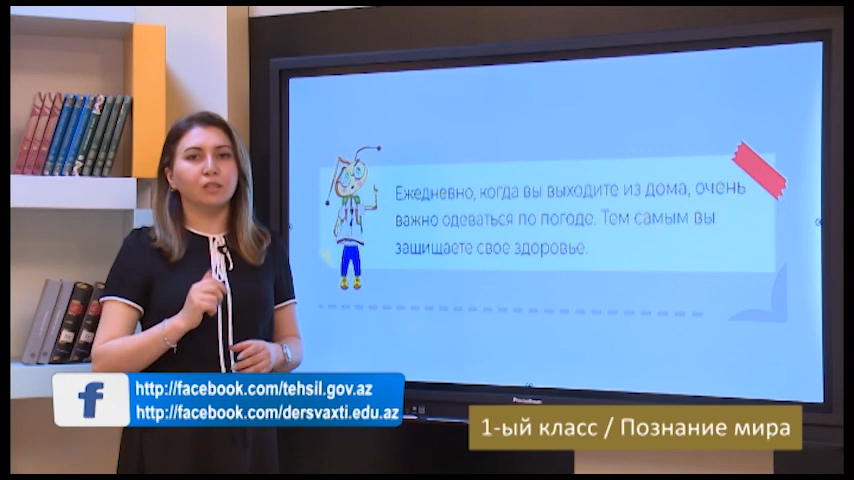 Ежедневно, когда вы выходите из дома, очень
важно одеваться по погоде. Тем самым вы
защищаете свое здоровье.
f
http://facebook.com/tehsil.gov.az
http://facebook.com/dersvaxti.edu.az
1-ый класс / Познание мира